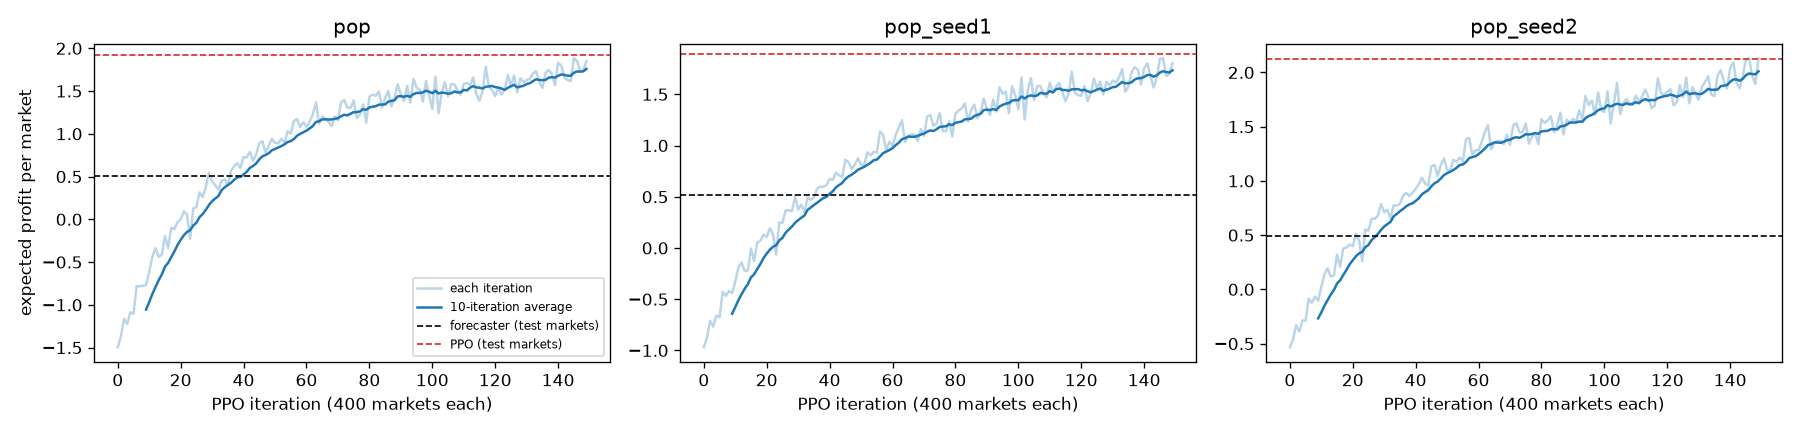 pop
expected profit per market
2.0
1.5
1.0
0.5
0.0
−0.5
−1.0
−1.5
each iteration
10-iteration average
forecaster (test markets)
PPO (test markets)
0 20 40 60 80 100 120 140
PPO iteration (400 markets each)
pop_seed1
1.5
1.0
0.5
0.0
−0.5
−1.0
0 20 40 60 80 100 120 140
PPO iteration (400 markets each)
pop_seed2
2.0
1.5
1.0
0.5
0.0
−0.5
0 20 40 60 80 100 120 140
PPO iteration (400 markets each)